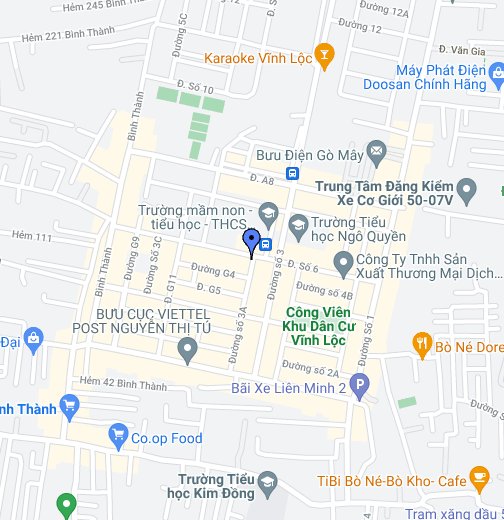 Hẻm 245 Bình Thành
Đường 5C
Đường 22
Đường 12A
Hẻm 221 Bình Thành
Karaoke Vĩnh Lộc
Đ. Văn Gia
Đ. Số 10
Máy Phát Điện
Doosan Chính Hãng
Bình Thành
Bưu Điện Gò Mây
Đ. A8
Trung Tâm Đăng Kiểm
Xe Cơ Giới 50-07V
Trường mầm non -
tiểu học - THCS...
Trường Tiểu
học Ngô Quyền
Hẻm 111
Đường G9
Đường Số 3C
Đ. G11
Đường G4
Đ. G5
Đường số 3
Đ. Số 6
Công Ty Tnhh Sản
Xuất Thương Mại Dịch...
Đường số 4B
BƯU CỤC VIETTEL
POST NGUYỄN THỊ TÚ
Đường số 3A
Công Viên
Khu Dân Cư
Vĩnh Lộc
Đường Số 1
Đại
Bò Né Dore
Đường số 2A
Hẻm 42 Bình Thành
Bãi Xe Liên Minh 2
P
ình Thành
Co.op Food
Trường Tiểu
học Kim Đồng
TiBi Bò Né-Bò Kho- Cafe
Trạm xăng dầu S